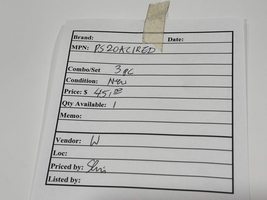 Brand: Date:
MPN: PS20AC1RED
Combo/Set 3 pc
Condition: New
Price: $ 45
Qty Available: 1
Memo:
Vendor: W
Loc:
Priced by:
Listed by: